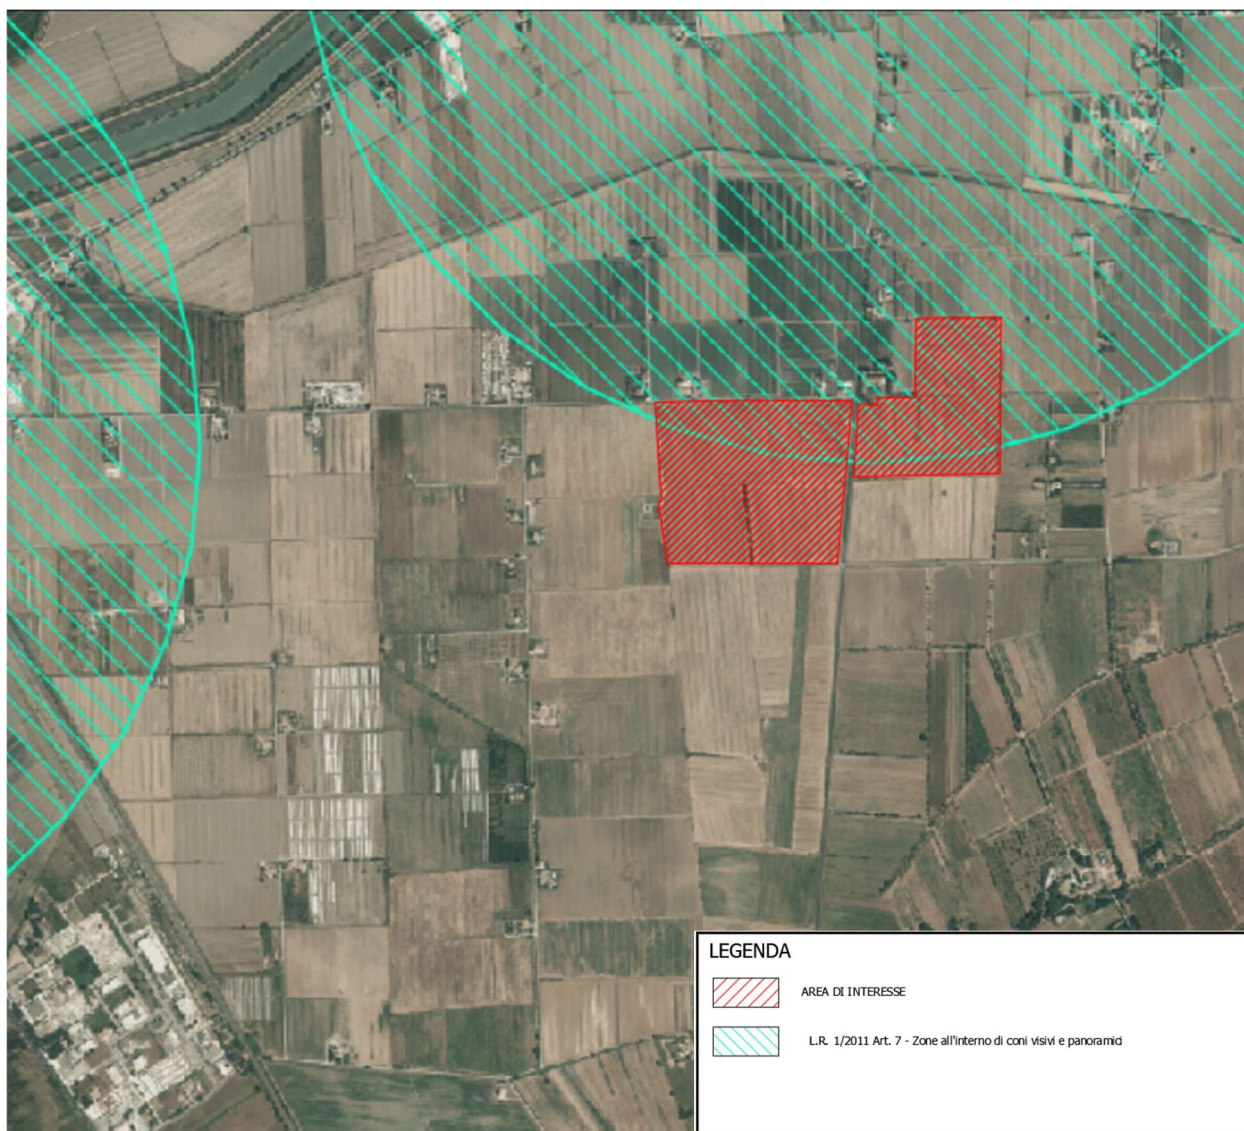 LEGENDA
AREA DI INTERESSE
L.R. 1/2011 Art. 7 - Zone all'interno di coni visivi e panoramici